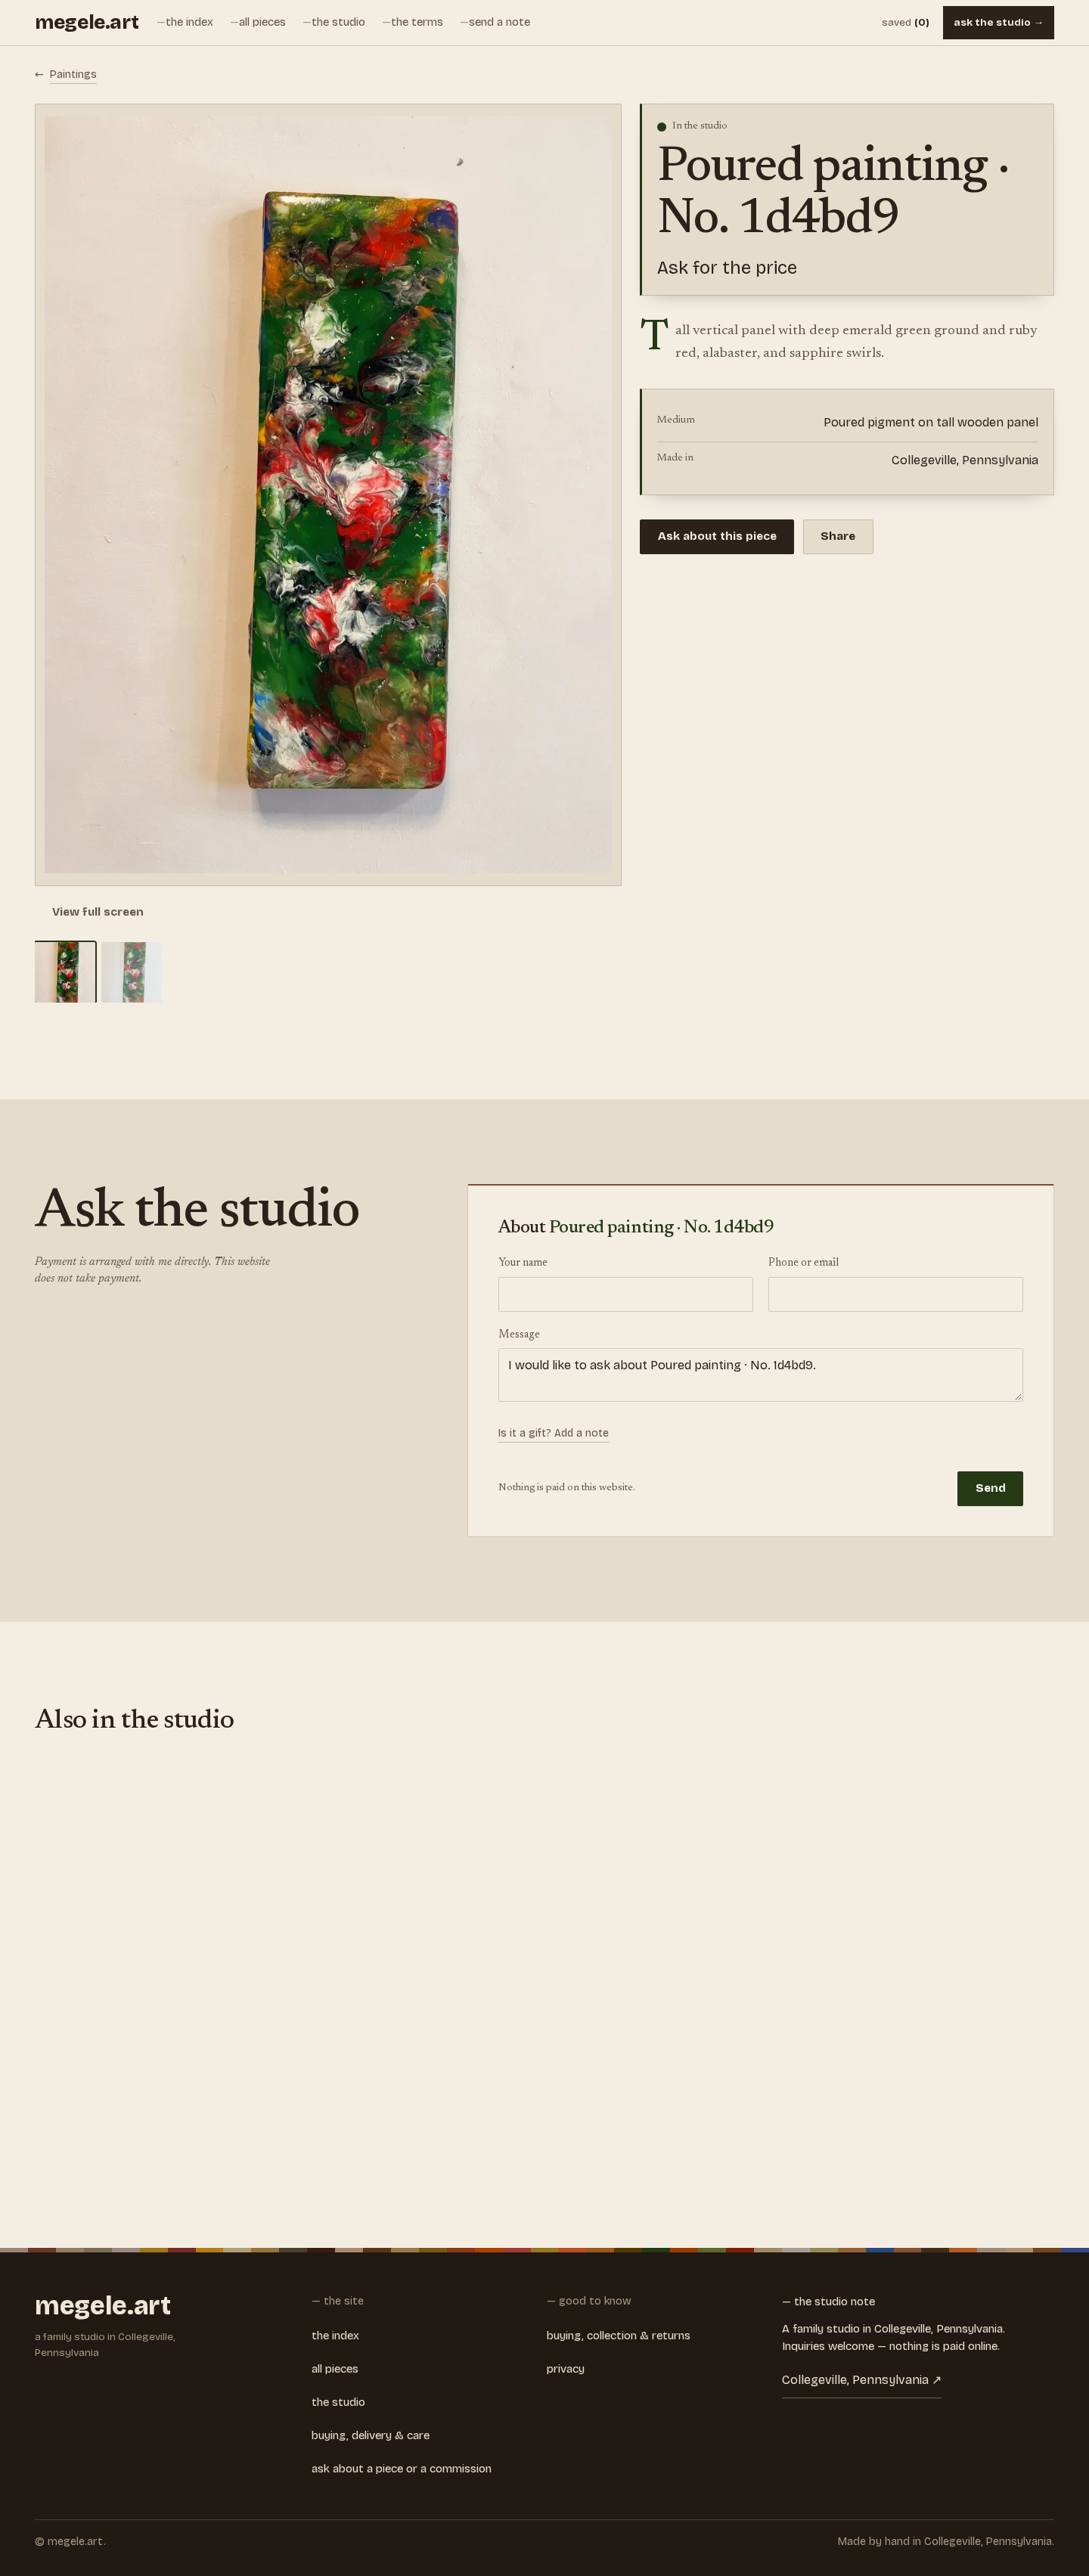 megele.art —the index —all pieces —the studio —the terms —send a note saved (0) ask the studio →
← Paintings
In the studio
Poured painting ·
No. 1d4bd9
Ask for the price
Tall vertical panel with deep emerald green ground and ruby
red, alabaster, and sapphire swirls.
Medium Poured pigment on tall wooden panel
Made in Collegeville, Pennsylvania
Ask about this piece Share
View full screen
Ask the studio
Payment is arranged with me directly. This website
does not take payment.
About Poured painting · No. 1d4bd9
Your name Phone or email
Message
I would like to ask about Poured painting · No. 1d4bd9.
Is it a gift? Add a note
Nothing is paid on this website. Send
Also in the studio
megele.art
a family studio in Collegeville,
Pennsylvania
— the site
the index
all pieces
the studio
buying, delivery & care
ask about a piece or a commission
— good to know
buying, collection & returns
privacy
— the studio note
A family studio in Collegeville, Pennsylvania.
Inquiries welcome — nothing is paid online.
Collegeville, Pennsylvania ↗
© megele.art. Made by hand in Collegeville, Pennsylvania.